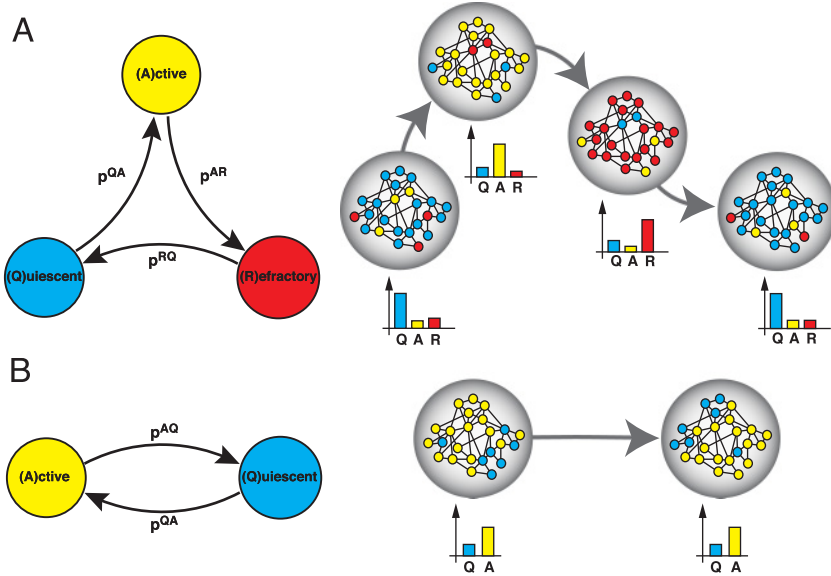 A
(A)ctive
p^QA
p^AR
(Q)uiescent
p^RQ
(R)efractory
Q A R
Q A R
Q A R
Q A R
B
(A)ctive
p^AQ
(Q)uiescent
p^QA
Q A
Q A